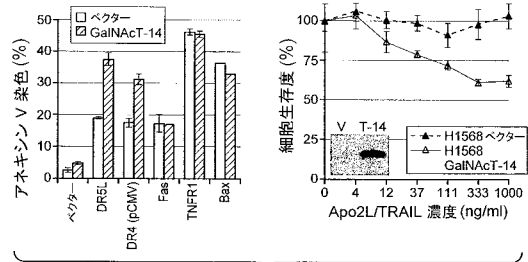 アネキシン V 染色 (%)
60
50
40
30
20
10
0
ベクター
GalNAcT-14
ベクター
DR5L
DR4 (pCMV)
Fas
TNFR1
Bax
細胞生存度 (%)
100
75
50
25
0
V T-14
H1568 ベクター
H1568
GalNAcT-14
0 4 12 37 111 333 1000
Apo2L/TRAIL 濃度 (ng/ml)